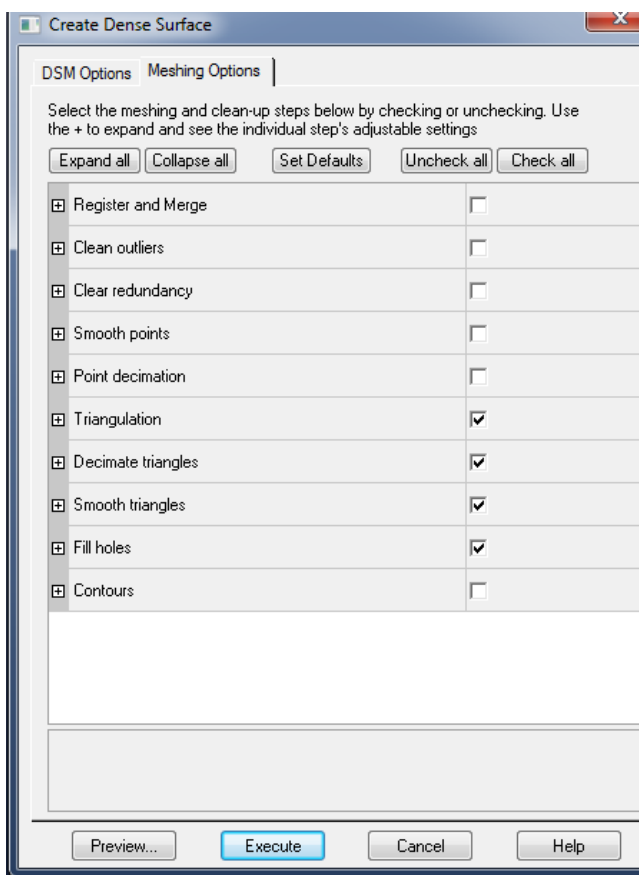 Create Dense Surface
DSM Options Meshing Options
Select the meshing and clean-up steps below by checking or unchecking. Use
the + to expand and see the individual step's adjustable settings
Expand all Collapse all Set Defaults Uncheck all Check all
Register and Merge
Clean outliers
Clear redundancy
Smooth points
Point decimation
Triangulation
Decimate triangles
Smooth triangles
Fill holes
Contours
Preview... Execute Cancel Help